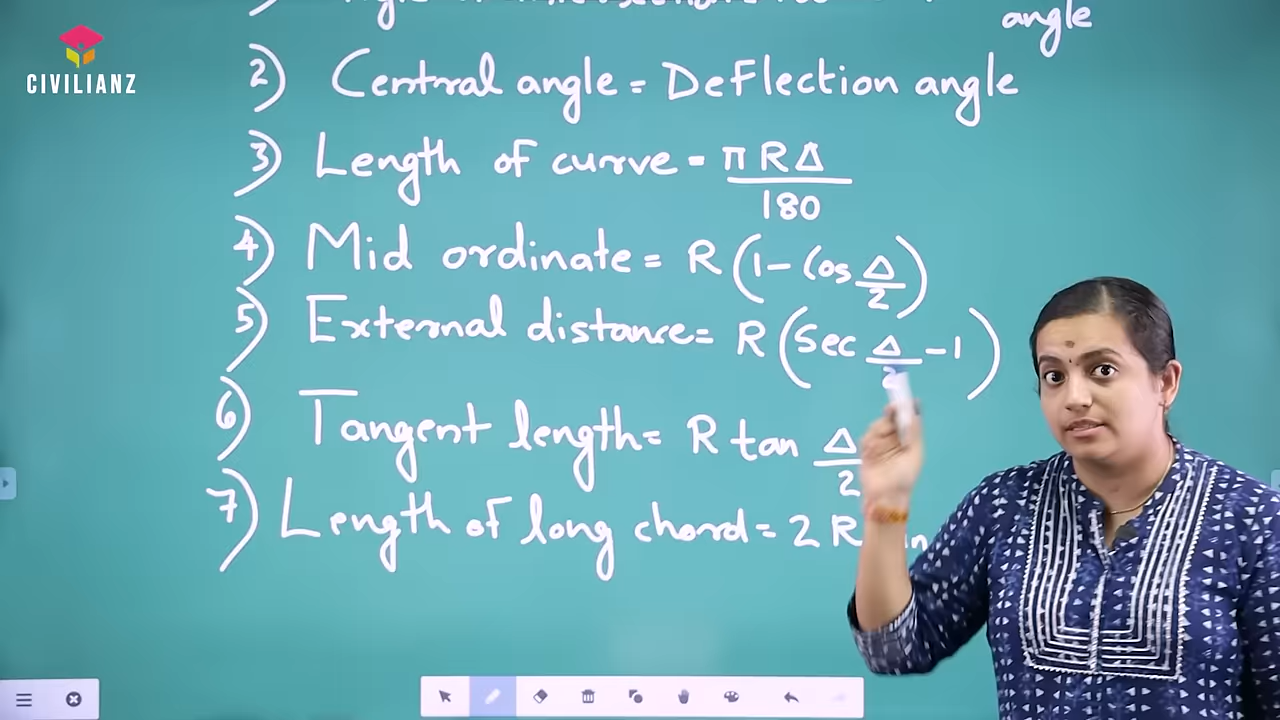 angle
CIVILIANZ
2) Central angle = Deflection angle
3) Length of curve = πRΔ/180
4) Mid ordinate = R(1 - Cos Δ/2)
5) External distance = R(Sec Δ/2 - 1)
6) Tangent length = R tan Δ/2
7) Length of long chord = 2 R